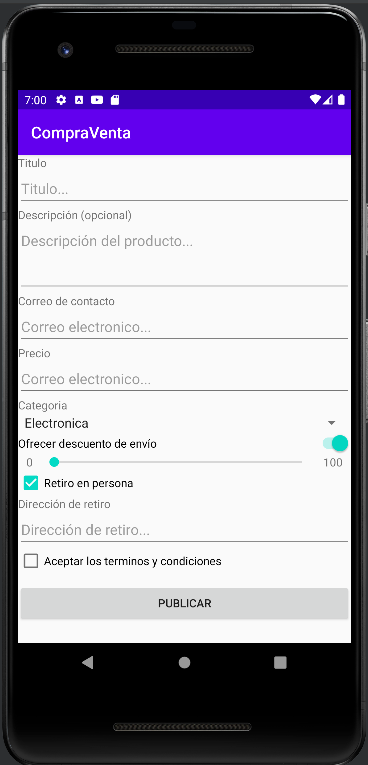 7:00
CompraVenta
Titulo
Titulo...
Descripción (opcional)
Descripción del producto...
Correo de contacto
Correo electronico...
Precio
Correo electronico...
Categoria
Electronica
Ofrecer descuento de envío
0 100
Retiro en persona
Dirección de retiro
Dirección de retiro...
Aceptar los terminos y condiciones
PUBLICAR